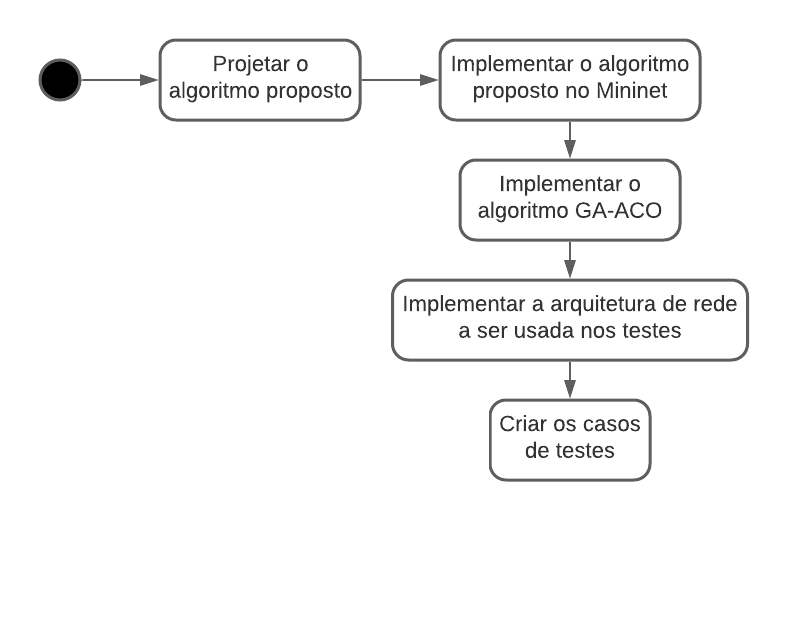 Projetar o
algoritmo proposto
Implementar o algoritmo
proposto no Mininet
Implementar o
algoritmo GA-ACO
Implementar a arquitetura de rede
a ser usada nos testes
Criar os casos
de testes